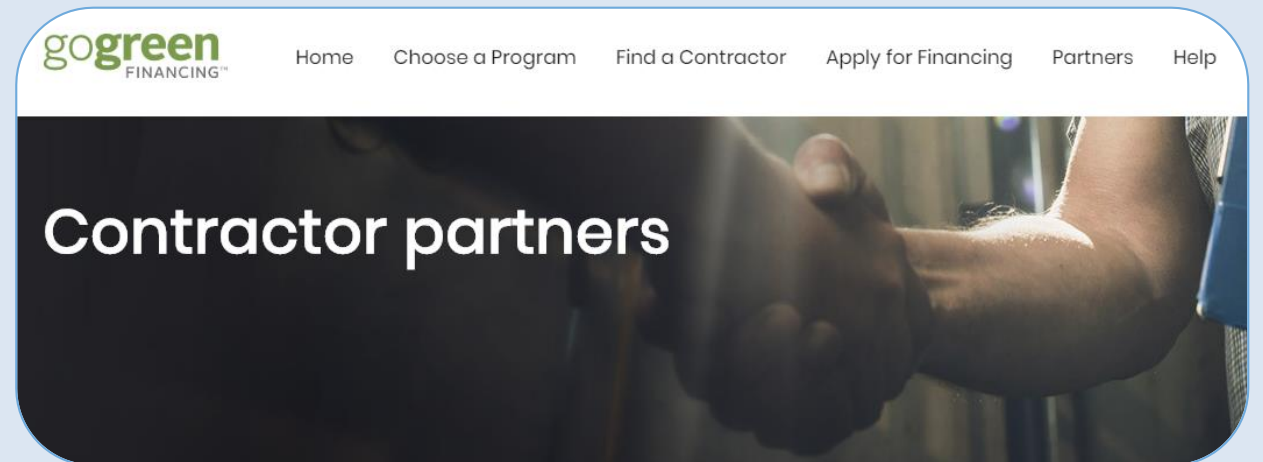 gogreen
FINANCING™
Home Choose a Program Find a Contractor Apply for Financing Partners Help
Contractor partners